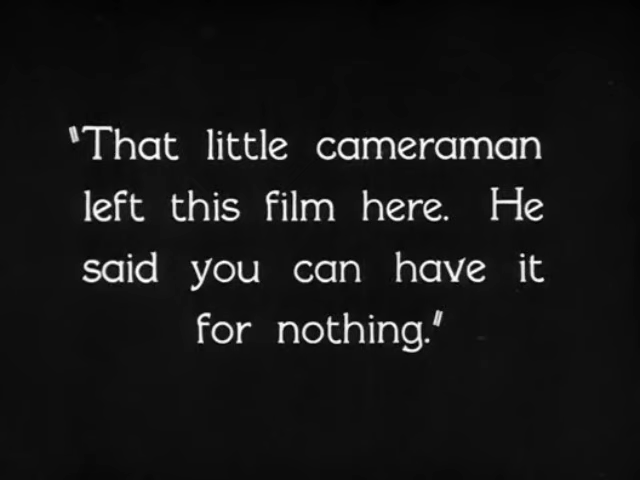 "That little cameraman
left this film here. He
said you can have it
for nothing."